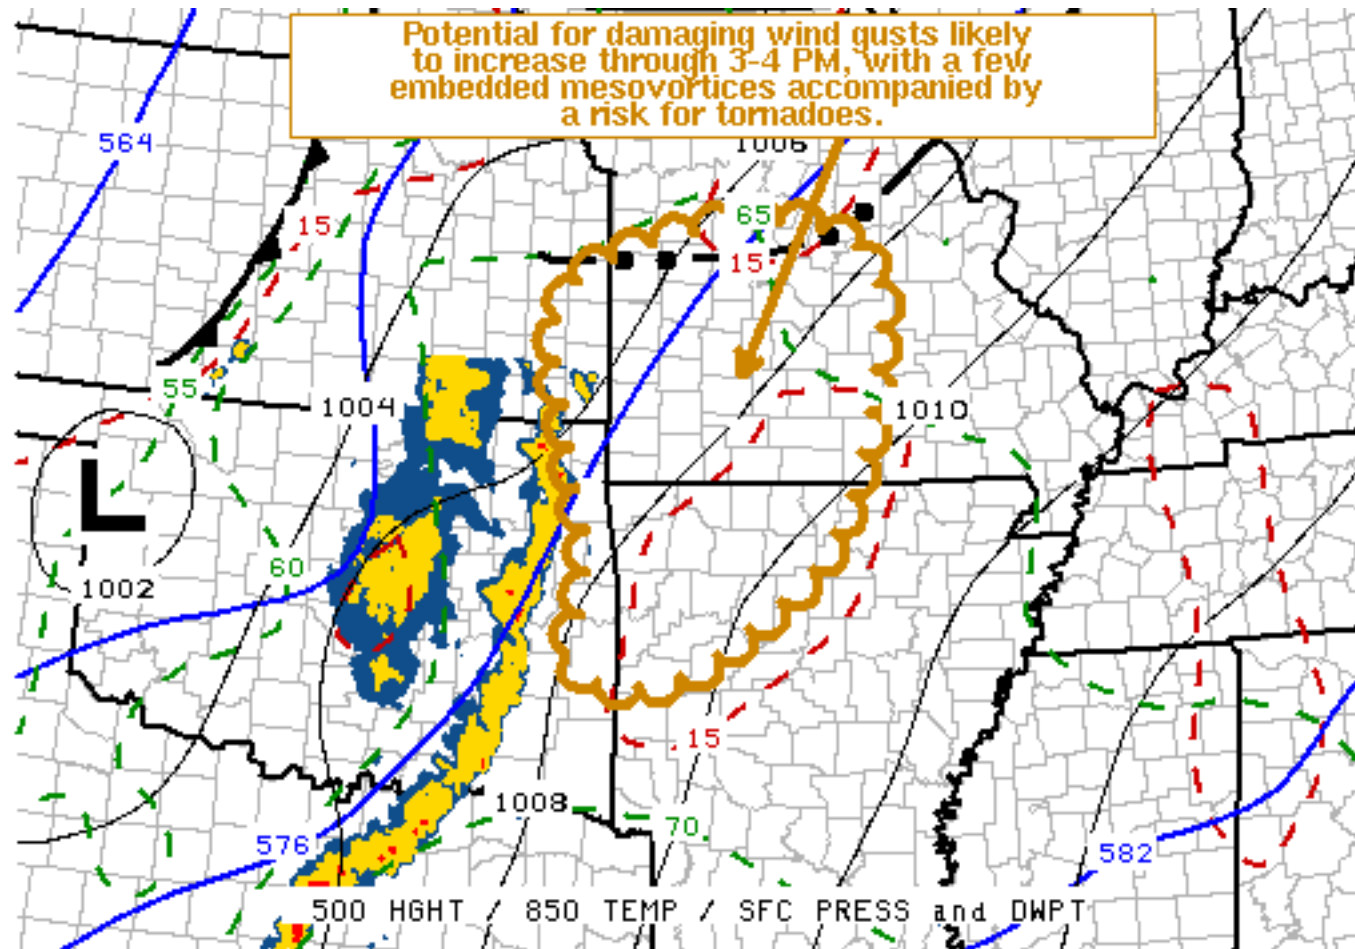 Potential for damaging wind gusts likely
to increase through 3-4 PM, with a few
embedded mesovortices accompanied by
a risk for tornadoes.
564
1006
15
65
15
55
1004
1010
L
60
1002
15
1008
70
576
582
500 HGHT / 850 TEMP / SFC PRESS and DWPT